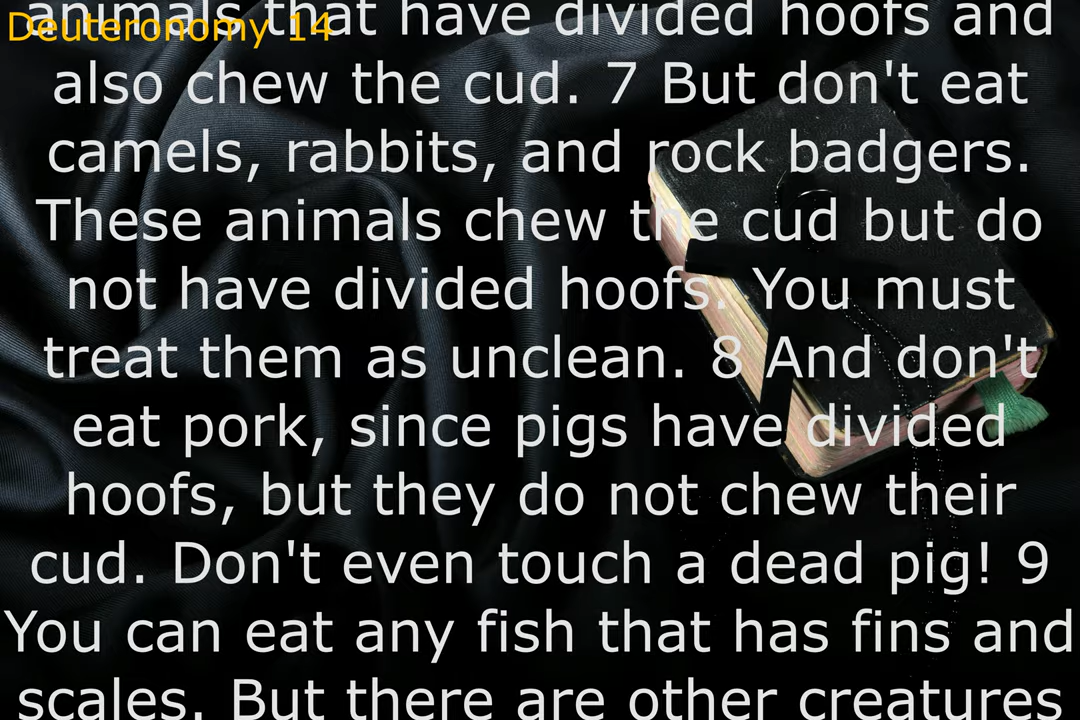 Deuteronomy 14
animals that have divided hoofs and
also chew the cud. 7 But don't eat
camels, rabbits, and rock badgers.
These animals chew the cud but do
not have divided hoofs. You must
treat them as unclean. 8 And don't
eat pork, since pigs have divided
hoofs, but they do not chew their
cud. Don't even touch a dead pig! 9
You can eat any fish that has fins and
scales. But there are other creatures